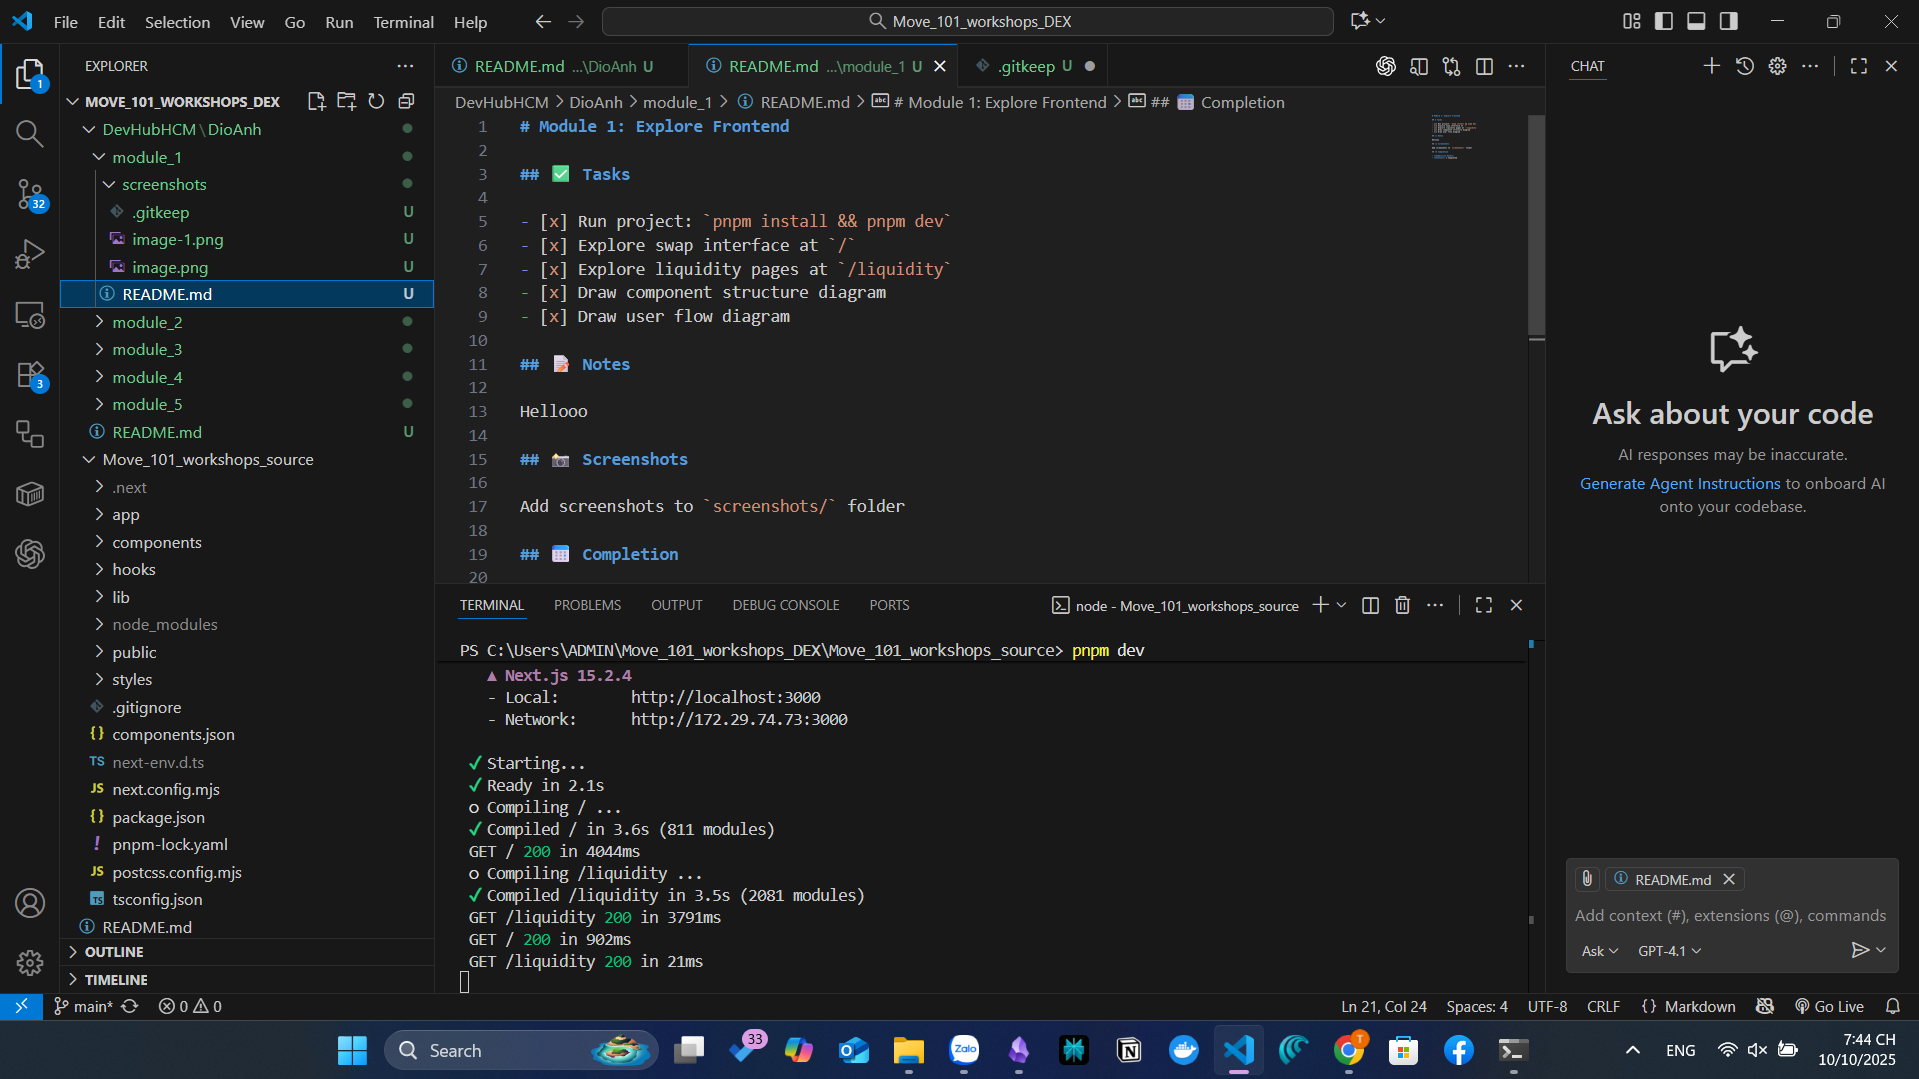 File Edit Selection View Go Run Terminal Help
Move_101_workshops_DEX
EXPLORER
MOVE_101_WORKSHOPS_DEX
DevHubHCM\DioAnh
module_1
screenshots
.gitkeep U
image-1.png U
image.png U
README.md U
module_2
module_3
module_4
module_5
README.md U
Move_101_workshops_source
.next
app
components
hooks
lib
node_modules
public
styles
.gitignore
components.json
TS next-env.d.ts
JS next.config.mjs
package.json
! pnpm-lock.yaml
JS postcss.config.mjs
TS tsconfig.json
README.md
OUTLINE
TIMELINE
1
32
3
README.md ...\DioAnh U
README.md ...\module_1 U
.gitkeep U
DevHubHCM > DioAnh > module_1 > README.md > # Module 1: Explore Frontend > ## 📅 Completion
1 # Module 1: Explore Frontend
2
3 ## ✅ Tasks
4
5 - [x] Run project: `pnpm install && pnpm dev`
6 - [x] Explore swap interface at `/`
7 - [x] Explore liquidity pages at `/liquidity`
8 - [x] Draw component structure diagram
9 - [x] Draw user flow diagram
10
11 ## 📝 Notes
12
13 Hellooo
14
15 ## 📸 Screenshots
16
17 Add screenshots to `screenshots/` folder
18
19 ## 📅 Completion
20
TERMINAL PROBLEMS OUTPUT DEBUG CONSOLE PORTS
node - Move_101_workshops_source
PS C:\Users\ADMIN\Move_101_workshops_DEX\Move_101_workshops_source> pnpm dev
▲ Next.js 15.2.4
- Local: http://localhost:3000
- Network: http://172.29.74.73:3000
✓ Starting...
✓ Ready in 2.1s
○ Compiling / ...
✓ Compiled / in 3.6s (811 modules)
GET / 200 in 4044ms
○ Compiling /liquidity ...
✓ Compiled /liquidity in 3.5s (2081 modules)
GET /liquidity 200 in 3791ms
GET / 200 in 902ms
GET /liquidity 200 in 21ms
CHAT
Ask about your code
AI responses may be inaccurate.
Generate Agent Instructions to onboard AI
onto your codebase.
README.md
Add context (#), extensions (@), commands
Ask GPT-4.1
main* 0 0
Ln 21, Col 24 Spaces: 4 UTF-8 CRLF {} Markdown Go Live
Search
33
Zalo
T
ENG
7:44 CH
10/10/2025